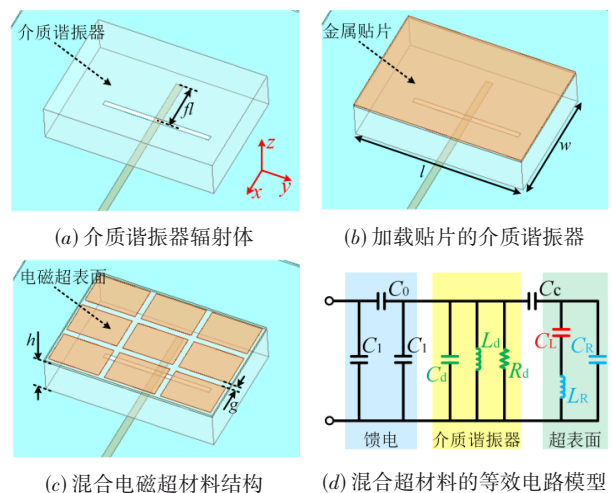 介质谐振器
fl
z
y
x
(a) 介质谐振器辐射体
金属贴片
l
w
(b) 加载贴片的介质谐振器
电磁超表面
h
g
(c) 混合电磁超材料结构
C0
Cc
C1
C1
Cd
Ld
Rd
CL
CR
LR
馈电
介质谐振器
超表面
(d) 混合超材料的等效电路模型